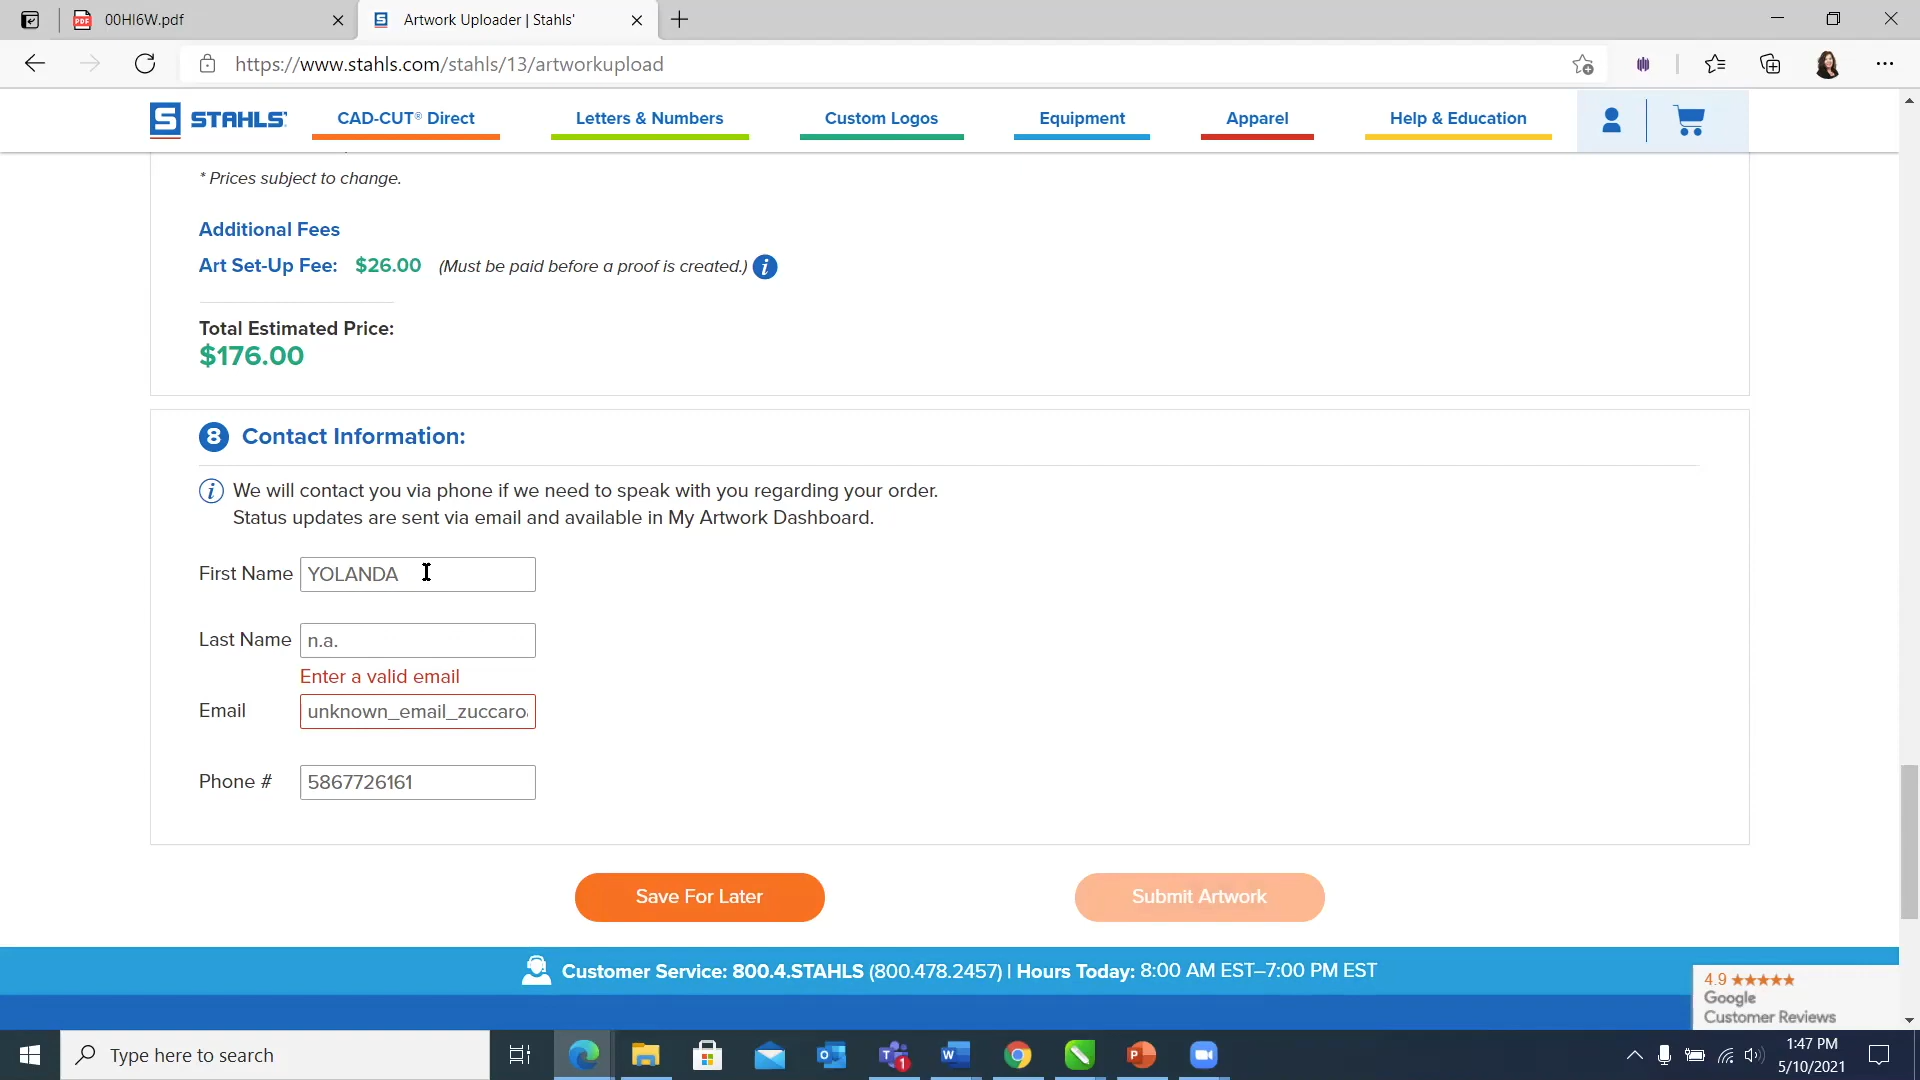 00HI6W.pdf
Artwork Uploader | Stahls'
https://www.stahls.com/stahls/13/artworkupload
S STAHLS'
CAD-CUT® Direct
Letters & Numbers
Custom Logos
Equipment
Apparel
Help & Education
* Prices subject to change.
Additional Fees
Art Set-Up Fee: $26.00 (Must be paid before a proof is created.) i
Total Estimated Price:
$176.00
8 Contact Information:
i We will contact you via phone if we need to speak with you regarding your order.
Status updates are sent via email and available in My Artwork Dashboard.
First Name YOLANDA
Last Name n.a.
Enter a valid email
Email unknown_email_zuccaro
Phone # 5867726161
Save For Later
Submit Artwork
Customer Service: 800.4.STAHLS (800.478.2457) | Hours Today: 8:00 AM EST–7:00 PM EST
4.9 ★★★★★
Google
Customer Reviews
Type here to search
1:47 PM
5/10/2021